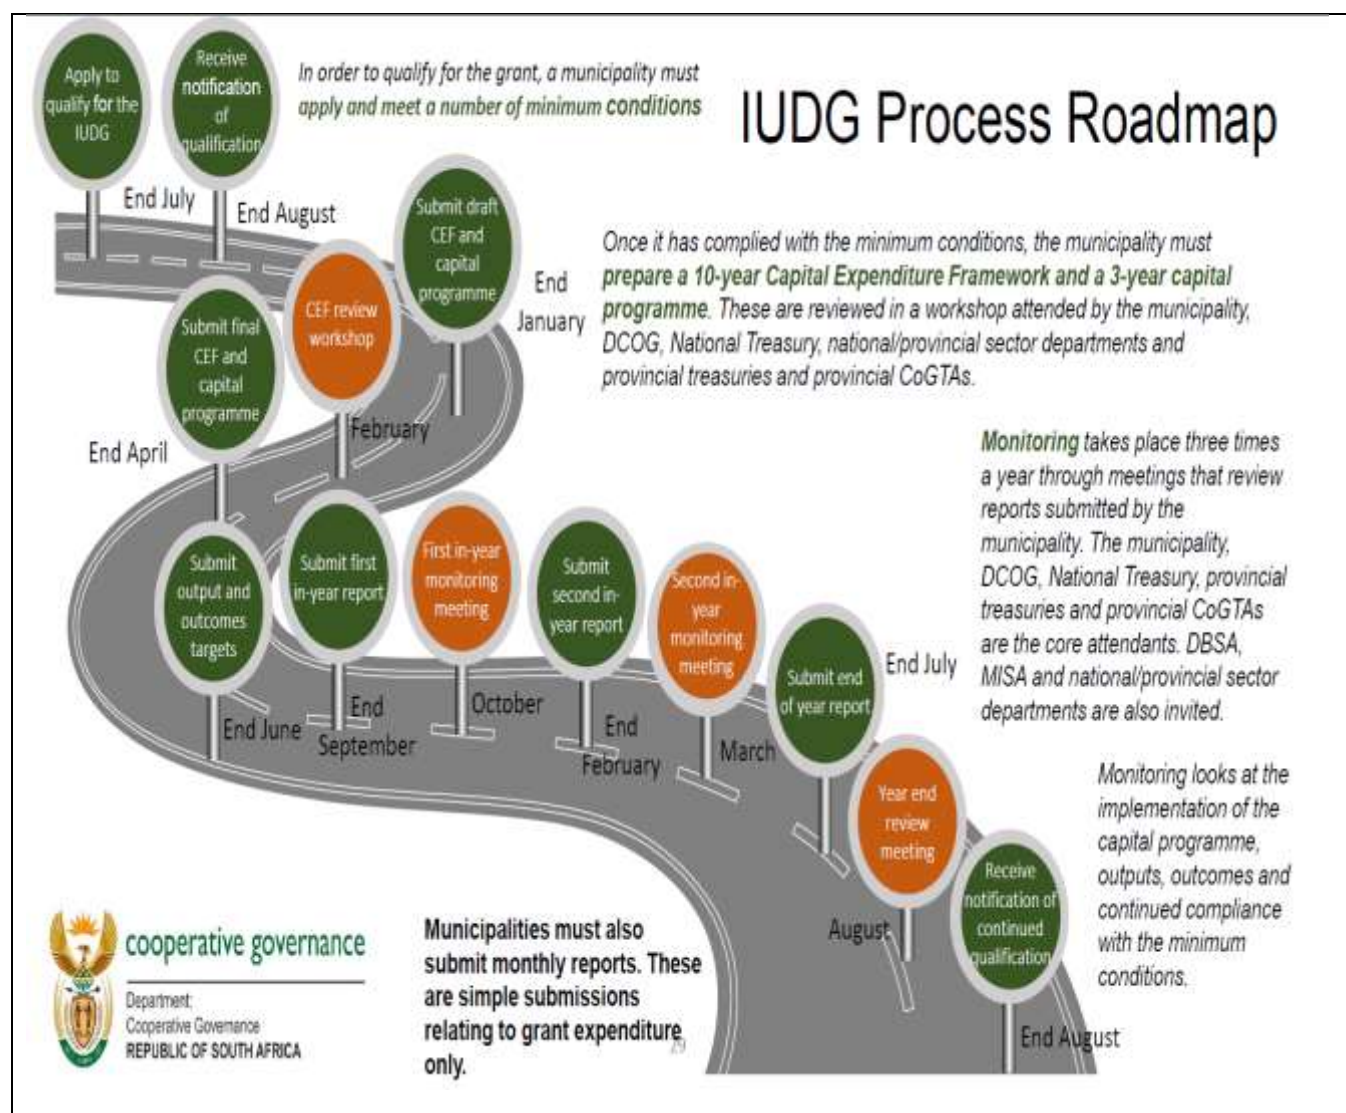 IUDG Process Roadmap
Apply to
qualify for the
IUDG
End July
Receive
notification
of
qualification
End August
In order to qualify for the grant, a municipality must
apply and meet a number of minimum conditions
Submit draft
CEF and
capital
programme
End
January
Once it has complied with the minimum conditions, the municipality must
prepare a 10-year Capital Expenditure Framework and a 3-year capital
programme. These are reviewed in a workshop attended by the municipality,
DCOG, National Treasury, national/provincial sector departments and
provincial treasuries and provincial CoGTAs.
CEF review
workshop
February
Submit final
CEF and
capital
programme
End April
Submit
output and
outcomes
targets
End June
Submit first
in-year report
End
September
First in-year
monitoring
meeting
October
Submit
second in-
year report
End
February
Second in-
year
monitoring
meeting
March
Submit end
of year report
End July
Year end
review
meeting
August
Receive
notification of
continued
qualification
End August
Monitoring takes place three times
a year through meetings that review
reports submitted by the
municipality. The municipality,
DCOG, National Treasury, provincial
treasuries and provincial CoGTAs
are the core attendants. DBSA,
MISA and national/provincial sector
departments are also invited.
Monitoring looks at the
implementation of the
capital programme,
outputs, outcomes and
continued compliance
with the minimum
conditions.
cooperative governance
Department:
Cooperative Governance
REPUBLIC OF SOUTH AFRICA
Municipalities must also
submit monthly reports. These
are simple submissions
relating to grant expenditure
only.